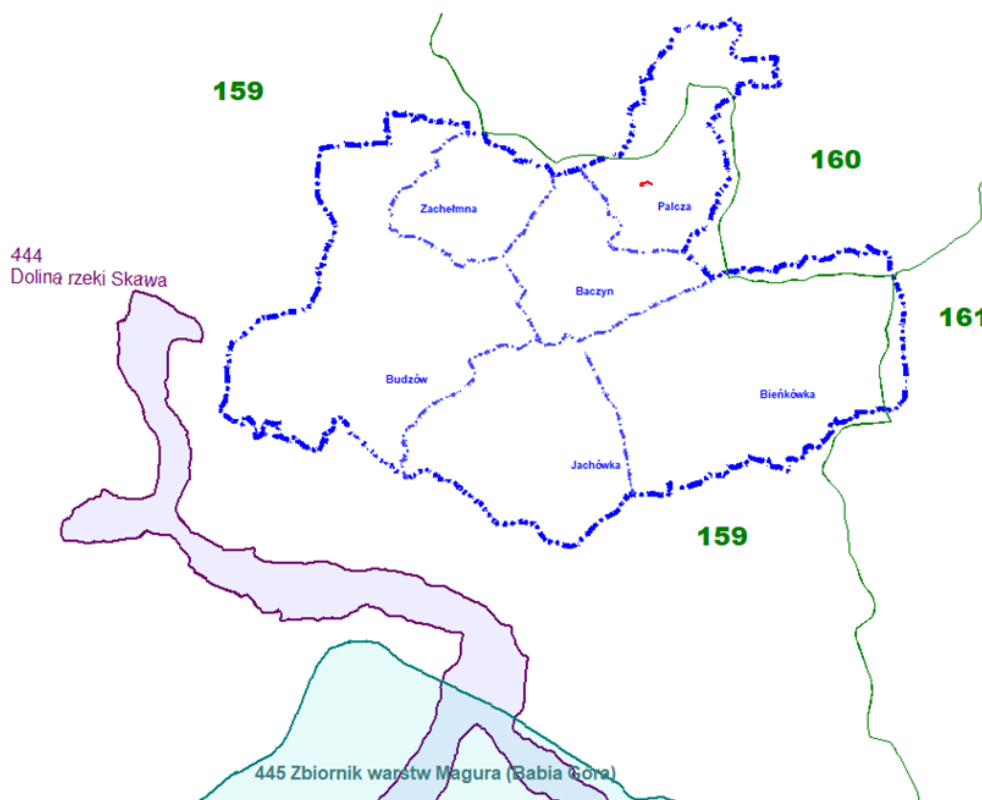 159
160
Zachełmna
Palcza
444
Dolina rzeki Skawa
Baczyn
161
Budzów
Bieńkówka
Jachówka
159
445 Zbiornik warstw Magura (Babia Góra)